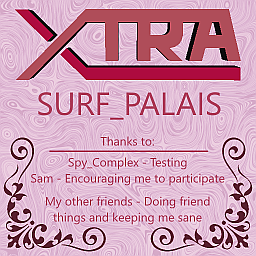 XTRA
SURF_PALAIS
Thanks to:
Spy_Complex - Testing
Sam - Encouraging me to participate
My other friends - Doing friend
things and keeping me sane